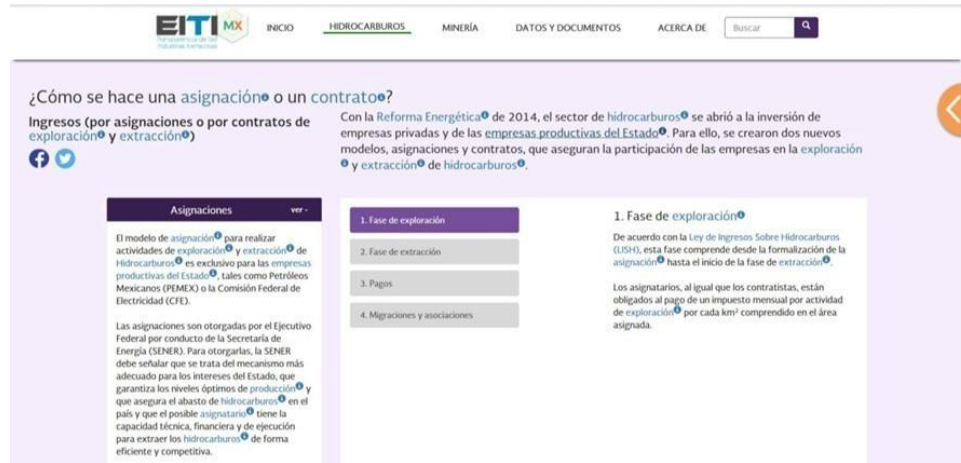 EITI MX
Transparencia de las
Industrias Extractivas
INICIO
HIDROCARBUROS
MINERÍA
DATOS Y DOCUMENTOS
ACERCA DE
Buscar
¿Cómo se hace una asignación o un contrato?
Ingresos (por asignaciones o por contratos de
exploración y extracción)
Con la Reforma Energética de 2014, el sector de hidrocarburos se abrió a la inversión de
empresas privadas y de las empresas productivas del Estado. Para ello, se crearon dos nuevos
modelos, asignaciones y contratos, que aseguran la participación de las empresas en la exploración
y extracción de hidrocarburos.
Asignaciones ver -
El modelo de asignación para realizar
actividades de exploración y extracción de
Hidrocarburos es exclusivo para las empresas
productivas del Estado, tales como Petróleos
Mexicanos (PEMEX) o la Comisión Federal de
Electricidad (CFE).
Las asignaciones son otorgadas por el Ejecutivo
Federal por conducto de la Secretaría de
Energía (SENER). Para otorgarlas, la SENER
debe señalar que se trata del mecanismo más
adecuado para los intereses del Estado, que
garantiza los niveles óptimos de producción y
que asegura el abasto de hidrocarburos en el
país y que el posible asignatario tiene la
capacidad técnica, financiera y de ejecución
para extraer los hidrocarburos de forma
eficiente y competitiva.
1. Fase de exploración
2. Fase de extracción
3. Pagos
4. Migraciones y asociaciones
1. Fase de exploración
De acuerdo con la Ley de Ingresos Sobre Hidrocarburos
(LISH), esta fase comprende desde la formalización de la
asignación hasta el inicio de la fase de extracción.
Los asignatarios, al igual que los contratistas, están
obligados al pago de un impuesto mensual por actividad
de exploración por cada km² comprendido en el área
asignada.